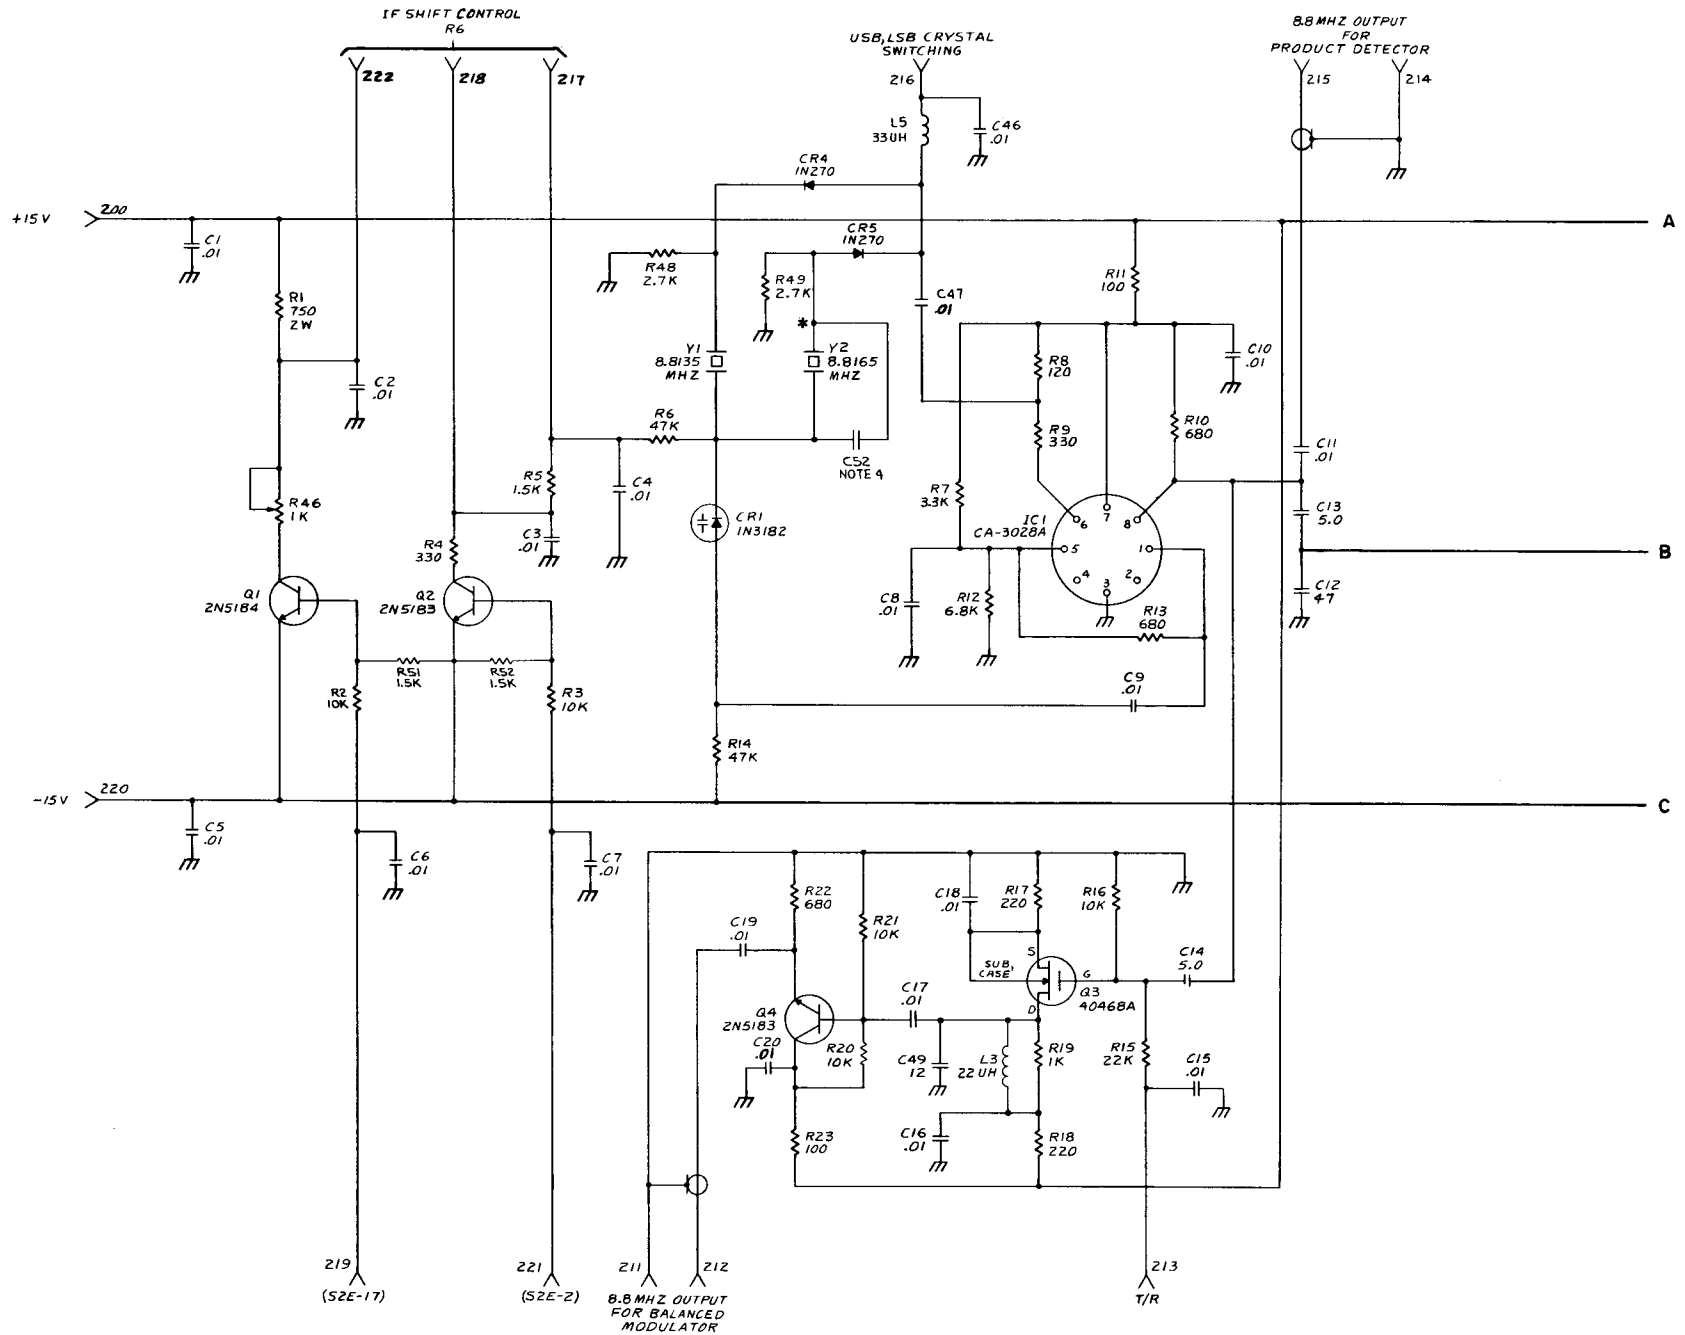 IF SHIFT CONTROL
R6
222
218
217
USB, LSB CRYSTAL
SWITCHING
216
8.8 MHZ OUTPUT
FOR
PRODUCT DETECTOR
215
214
L5
33UH
C46
.01
CR4
1N270
+15V
200
A
C1
.01
CR5
1N270
R48
2.7K
R49
2.7K
R11
100
C47
.01
R1
750
2W
*
Y1
8.8135
MHZ
Y2
8.8165
MHZ
R8
120
C10
.01
C2
.01
R6
47K
R9
330
R10
680
C11
.01
C52
NOTE 4
R5
1.5K
C4
.01
R7
3.3K
R46
1K
CR1
1N3182
IC1
CA-3028A
6
7
8
5
1
4
3
2
C13
5.0
C3
.01
R4
330
B
Q1
2N5184
Q2
2N5183
C8
.01
R12
6.8K
R13
680
C12
47
R51
1.5K
R52
1.5K
R2
10K
R3
10K
C9
.01
R14
47K
-15V
220
C
C5
.01
C6
.01
C7
.01
R22
680
C18
.01
R17
220
R16
10K
C19
.01
R21
10K
SUB,
CASE
S
G
D
C14
5.0
Q3
40468A
Q4
2N5183
C17
.01
C20
.01
R20
10K
C49
12
L3
22UH
R19
1K
R15
22K
C15
.01
R23
100
C16
.01
R18
220
219
(S2E-17)
221
(S2E-2)
211
212
8.8MHZ OUTPUT
FOR BALANCED
MODULATOR
213
T/R